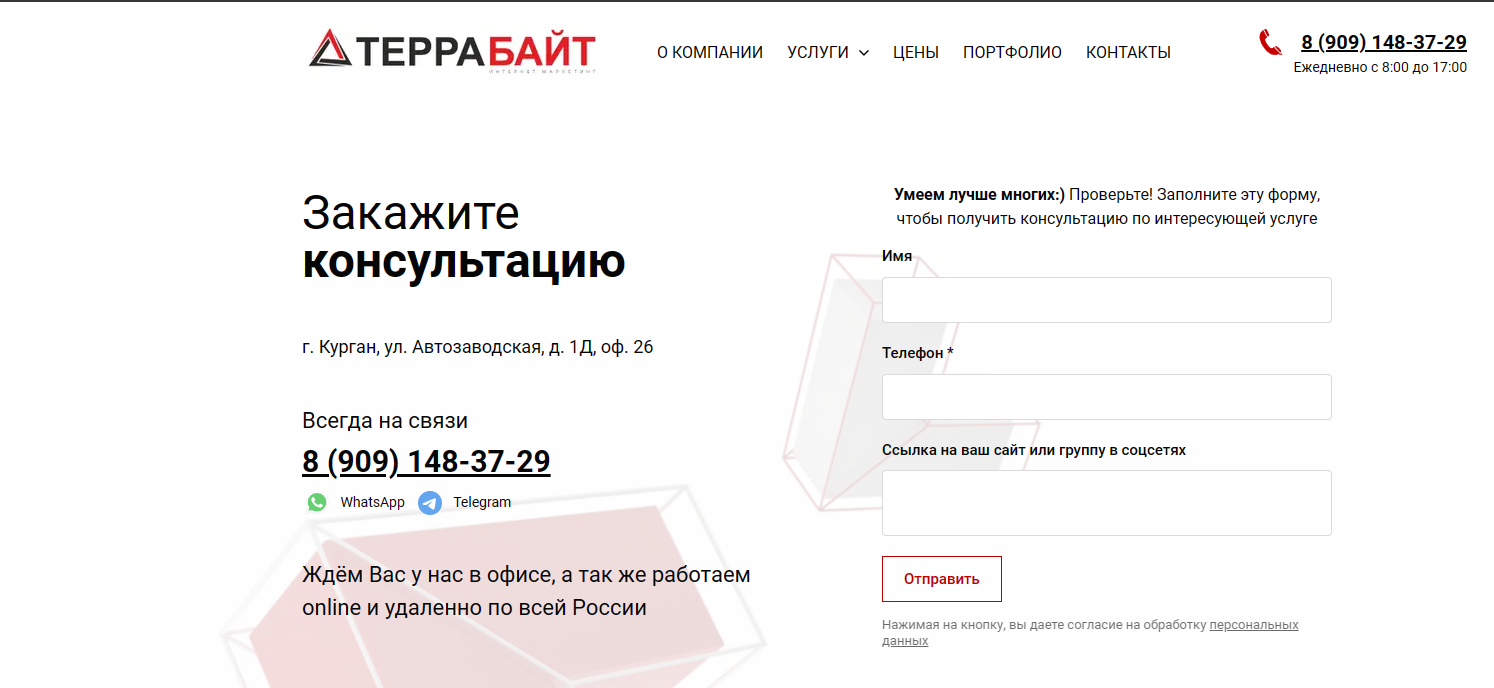 ТЕРРАБАЙТ
ИНТЕРНЕТ МАРКЕТИНГ
О КОМПАНИИ УСЛУГИ ЦЕНЫ ПОРТФОЛИО КОНТАКТЫ
8 (909) 148-37-29
Ежедневно с 8:00 до 17:00
Закажите
консультацию
г. Курган, ул. Автозаводская, д. 1Д, оф. 26
Всегда на связи
8 (909) 148-37-29
WhatsApp Telegram
Ждём Вас у нас в офисе, а так же работаем
online и удаленно по всей России
Умеем лучше многих:) Проверьте! Заполните эту форму,
чтобы получить консультацию по интересующей услуге
Имя
Телефон *
Ссылка на ваш сайт или группу в соцсетях
Отправить
Нажимая на кнопку, вы даете согласие на обработку персональных
данных